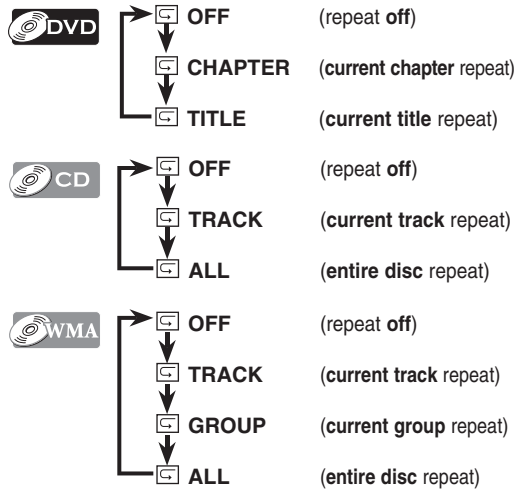 DVD OFF (repeat off)
CHAPTER (current chapter repeat)
TITLE (current title repeat)
CD OFF (repeat off)
TRACK (current track repeat)
ALL (entire disc repeat)
WMA OFF (repeat off)
TRACK (current track repeat)
GROUP (current group repeat)
ALL (entire disc repeat)